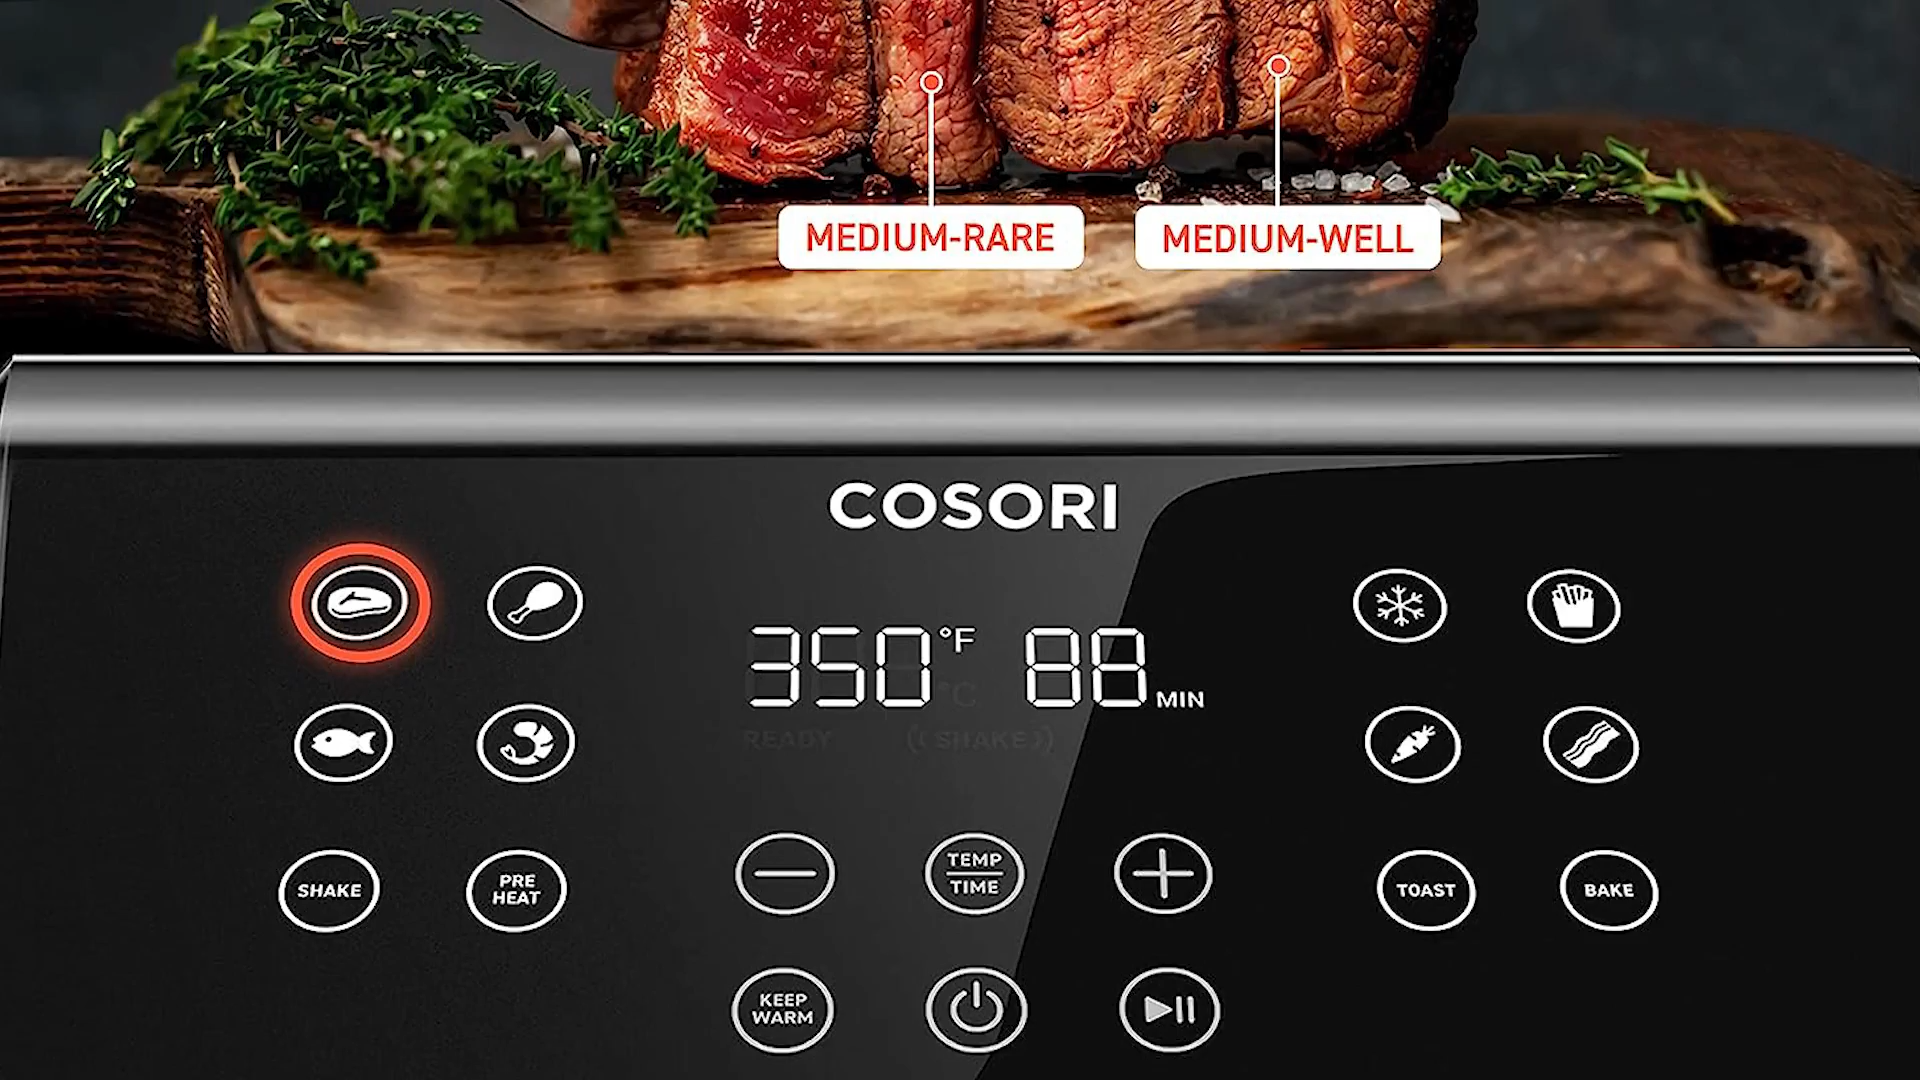 MEDIUM-RARE
MEDIUM-WELL
COSORI
350°F 88 MIN
°C
READY ((SHAKE))
SHAKE
PRE
HEAT
TEMP
TIME
TOAST
BAKE
KEEP
WARM